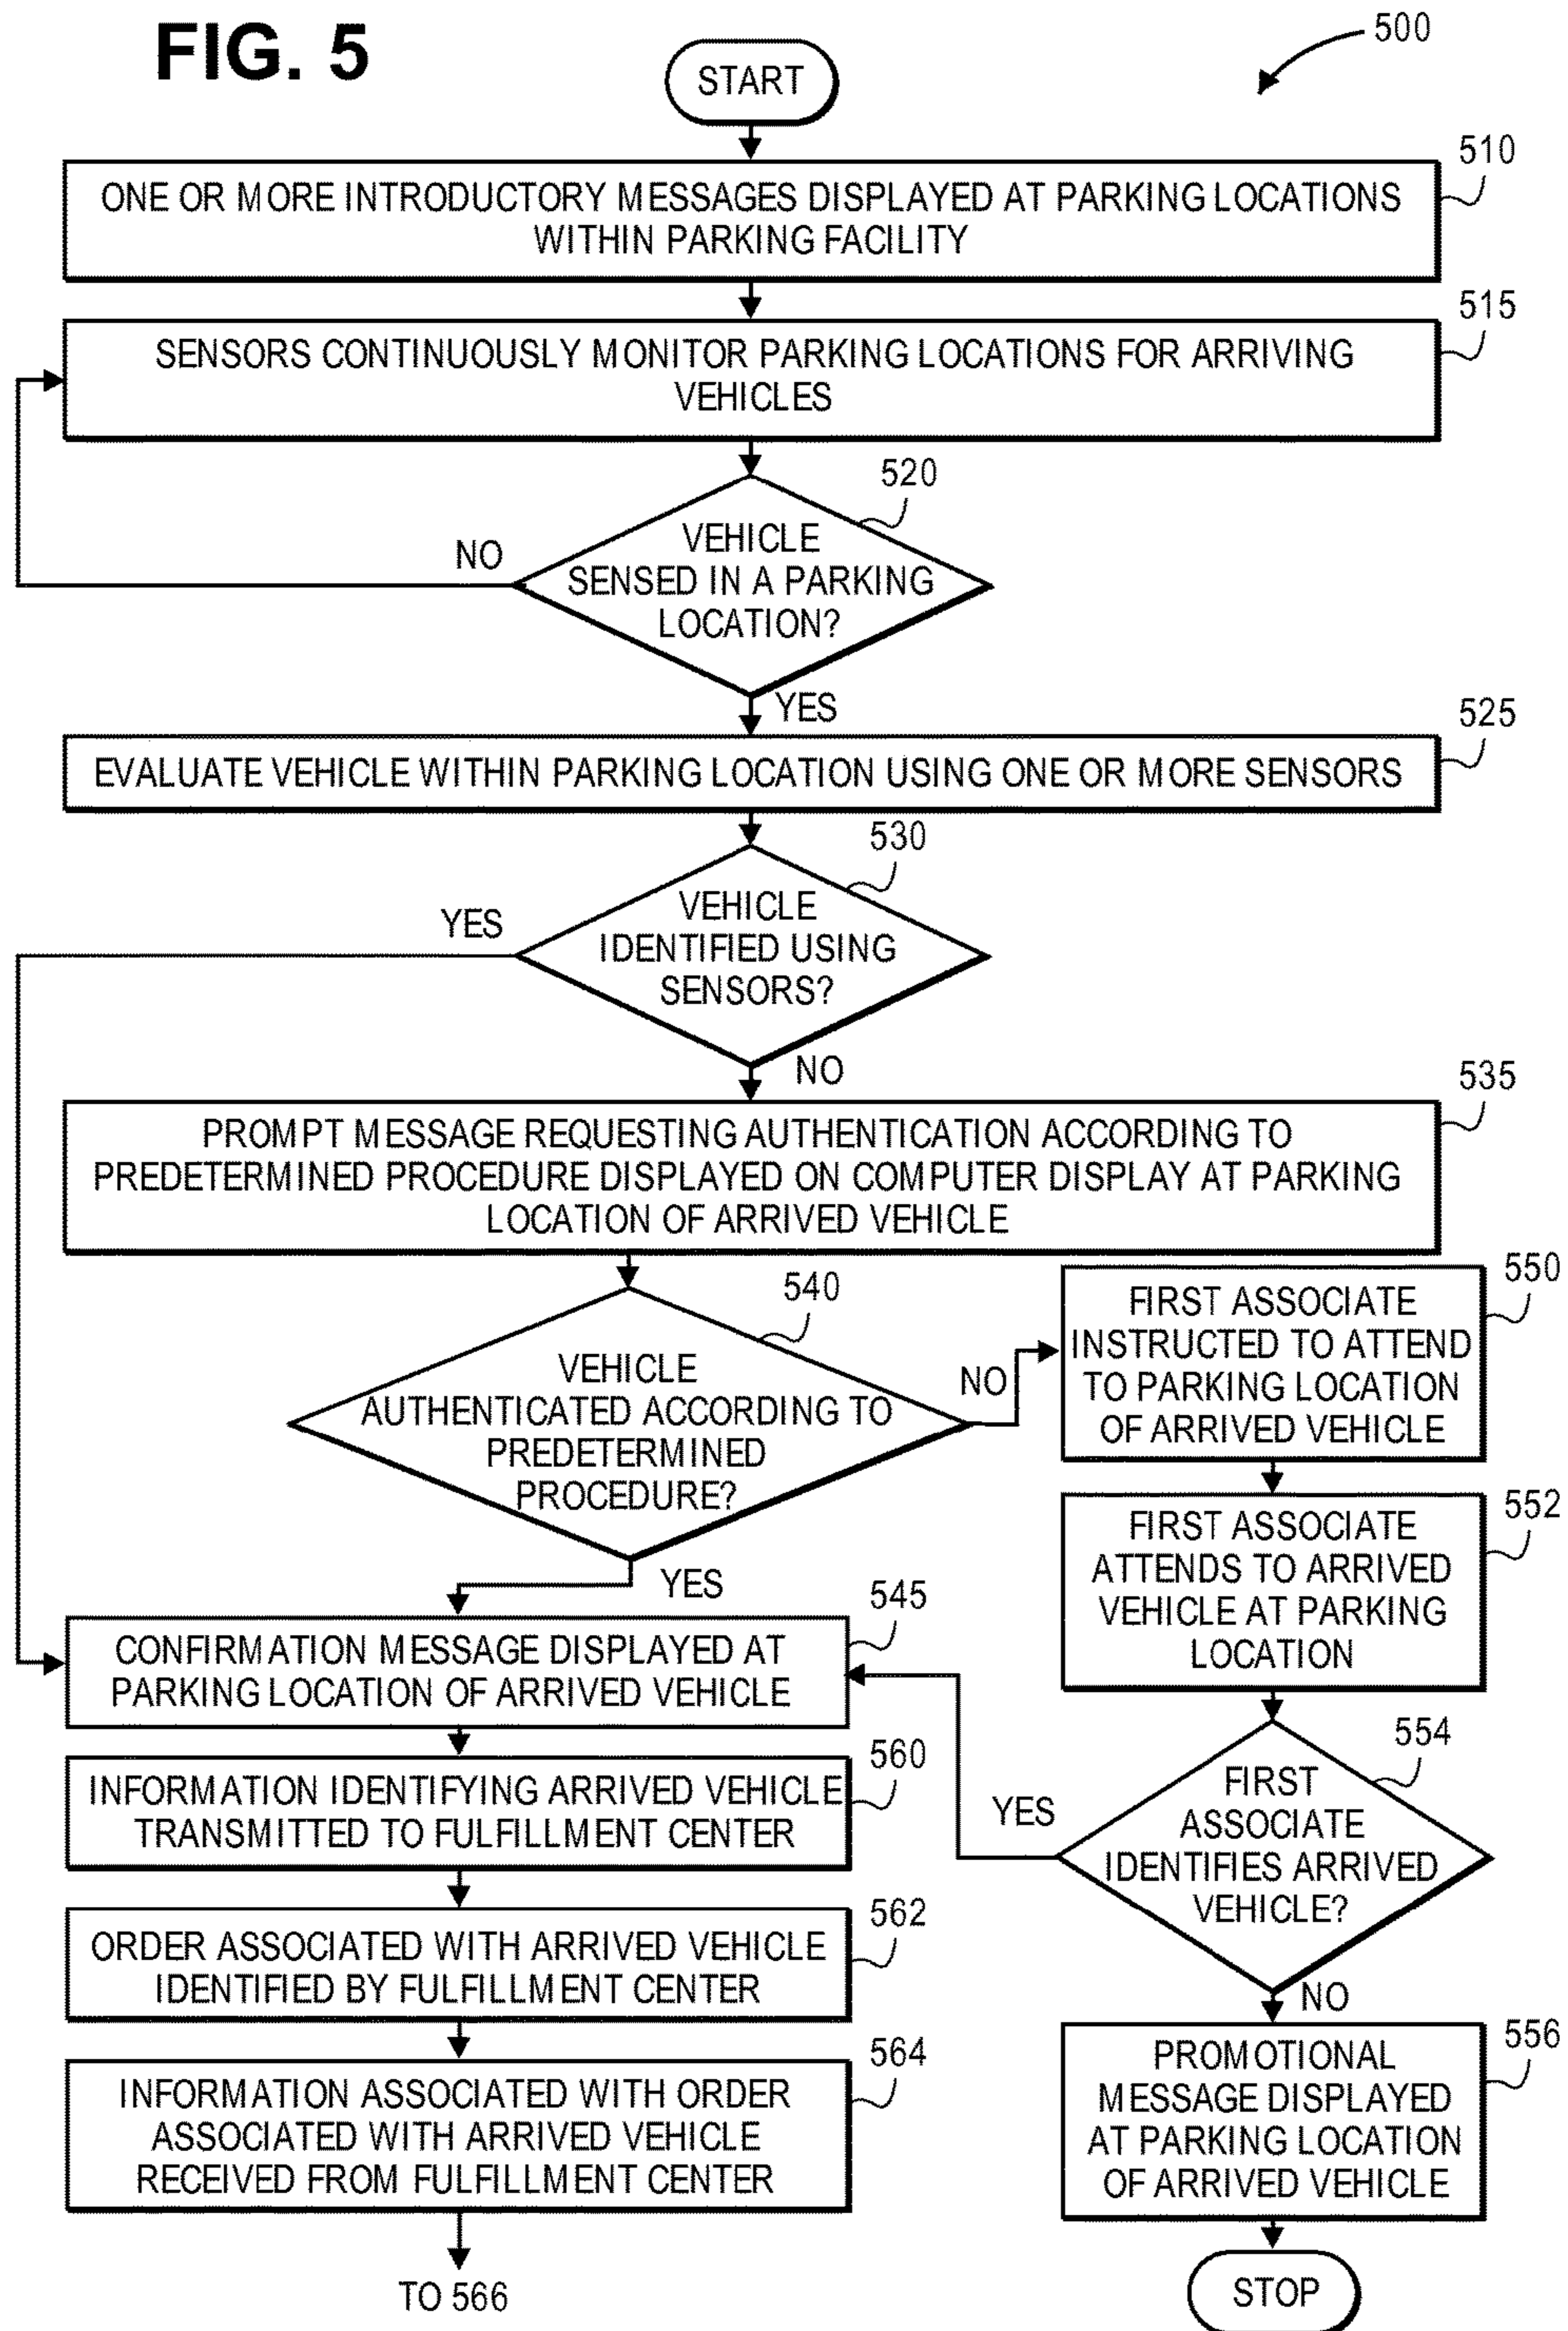 FIG. 5
500
START
510
ONE OR MORE INTRODUCTORY MESSAGES DISPLAYED AT PARKING LOCATIONS
WITHIN PARKING FACILITY
515
SENSORS CONTINUOUSLY MONITOR PARKING LOCATIONS FOR ARRIVING
VEHICLES
520
NO
VEHICLE
SENSED IN A PARKING
LOCATION?
YES
525
EVALUATE VEHICLE WITHIN PARKING LOCATION USING ONE OR MORE SENSORS
530
YES
VEHICLE
IDENTIFIED USING
SENSORS?
NO
535
PROMPT MESSAGE REQUESTING AUTHENTICATION ACCORDING TO
PREDETERMINED PROCEDURE DISPLAYED ON COMPUTER DISPLAY AT PARKING
LOCATION OF ARRIVED VEHICLE
540
VEHICLE
AUTHENTICATED ACCORDING TO
PREDETERMINED
PROCEDURE?
NO
YES
550
FIRST ASSOCIATE
INSTRUCTED TO ATTEND
TO PARKING LOCATION
OF ARRIVED VEHICLE
552
FIRST ASSOCIATE
ATTENDS TO ARRIVED
VEHICLE AT PARKING
LOCATION
545
CONFIRMATION MESSAGE DISPLAYED AT
PARKING LOCATION OF ARRIVED VEHICLE
554
YES
FIRST
ASSOCIATE
IDENTIFIES ARRIVED
VEHICLE?
NO
560
INFORMATION IDENTIFYING ARRIVED VEHICLE
TRANSMITTED TO FULFILLMENT CENTER
562
ORDER ASSOCIATED WITH ARRIVED VEHICLE
IDENTIFIED BY FULFILLMENT CENTER
564
INFORMATION ASSOCIATED WITH ORDER
ASSOCIATED WITH ARRIVED VEHICLE
RECEIVED FROM FULFILLMENT CENTER
TO 566
556
PROMOTIONAL
MESSAGE DISPLAYED
AT PARKING LOCATION
OF ARRIVED VEHICLE
STOP